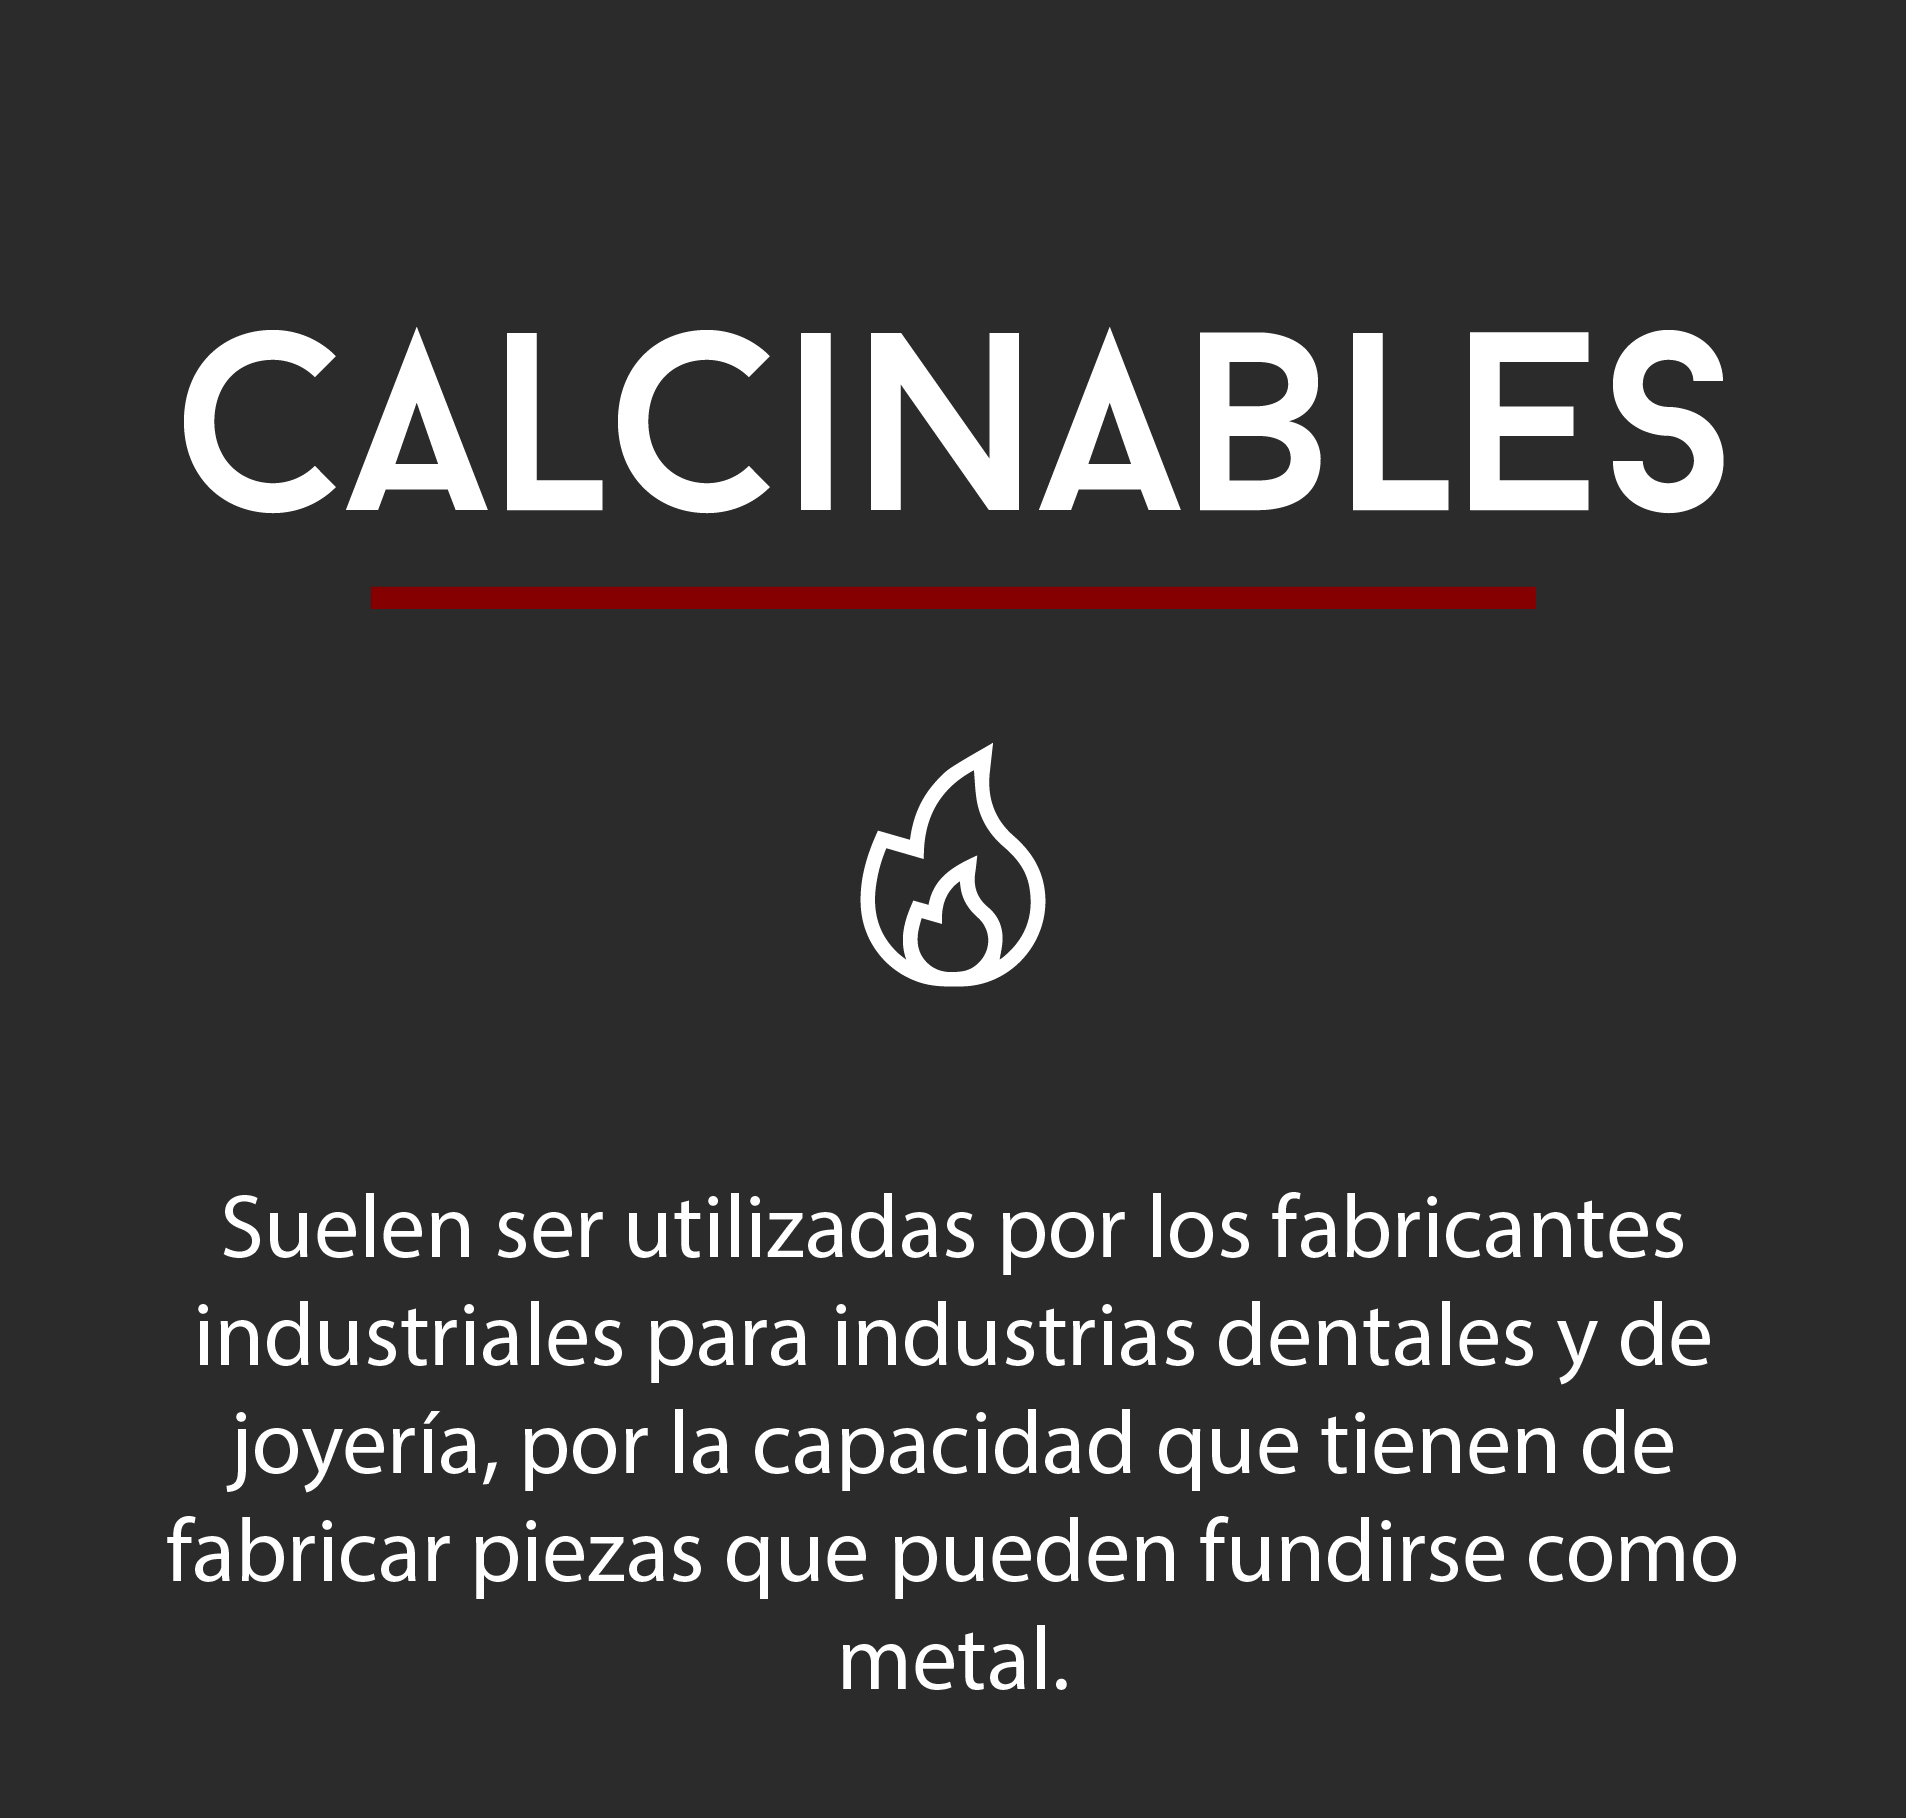 CALCINABLES
Suelen ser utilizadas por los fabricantes
industriales para industrias dentales y de
joyería, por la capacidad que tienen de
fabricar piezas que pueden fundirse como
metal.